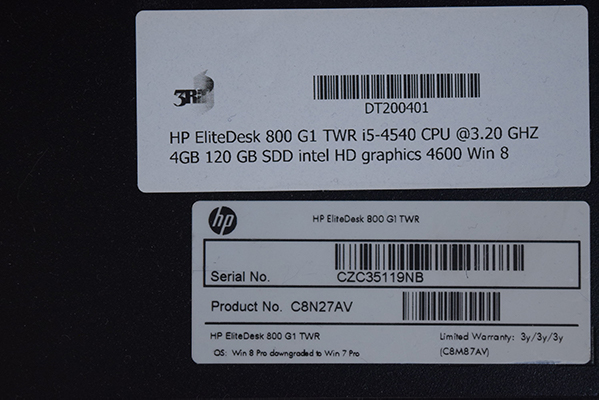 3Ri
DT200401
HP EliteDesk 800 G1 TWR i5-4540 CPU @3.20 GHZ
4GB 120 GB SDD intel HD graphics 4600 Win 8
hp
HP EliteDesk 800 G1 TWR
Serial No. CZC35119NB
Product No. C8N27AV
HP EliteDesk 800 G1 TWR Limited Warranty: 3y/3y/3y
OS: Win 8 Pro downgraded to Win 7 Pro (C8M87AV)